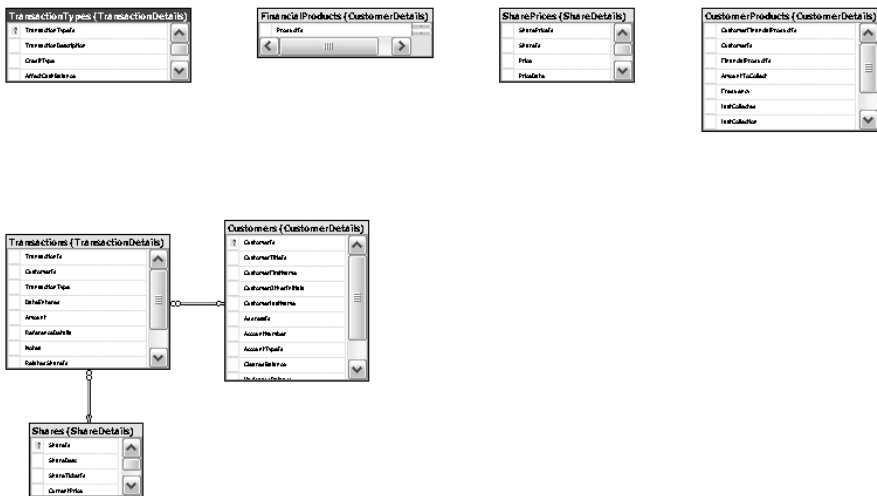 TransactionTypes (TransactionDetails)
TransactionTypeId
TransactionDescription
CreditType
AffectCashBalance
FinancialProducts (CustomerDetails)
ProductId
SharePrices (ShareDetails)
SharePriceId
ShareId
Price
PriceDate
CustomerProducts (CustomerDetails)
CustomerFinancialProductId
CustomerId
FinancialProductId
AmountToCollect
Frequency
LastCollected
LastCollection
Transactions (TransactionDetails)
TransactionId
CustomerId
TransactionType
DateEntered
Amount
ReferenceDetails
Notes
RelatedShareId
Customers (CustomerDetails)
CustomerId
CustomerTitleId
CustomerFirstName
CustomerOtherInitials
CustomerLastName
AddressId
AccountNumber
AccountTypeId
ClearedBalance
Shares (ShareDetails)
ShareId
ShareDesc
ShareTickerId
CurrentPrice